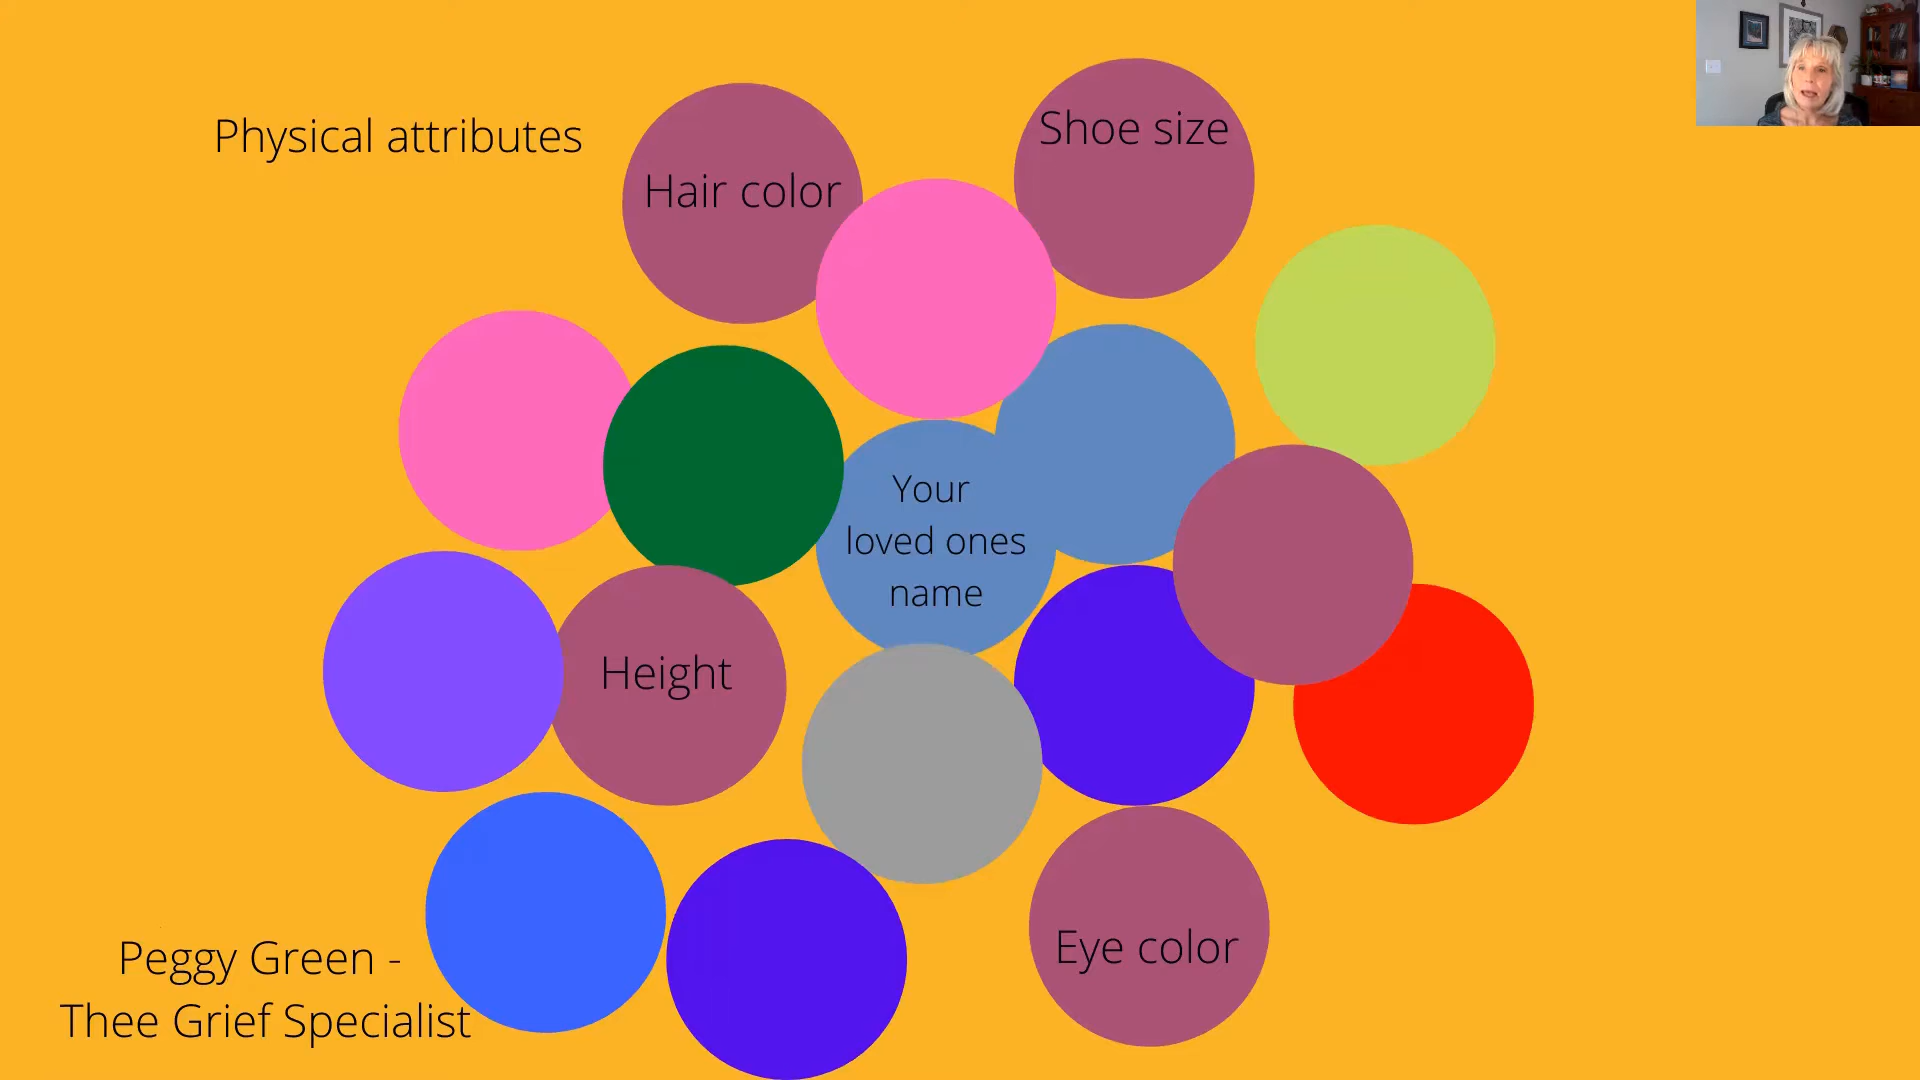 Physical attributes
Hair color
Shoe size
Your
loved ones
name
Height
Eye color
Peggy Green -
Thee Grief Specialist